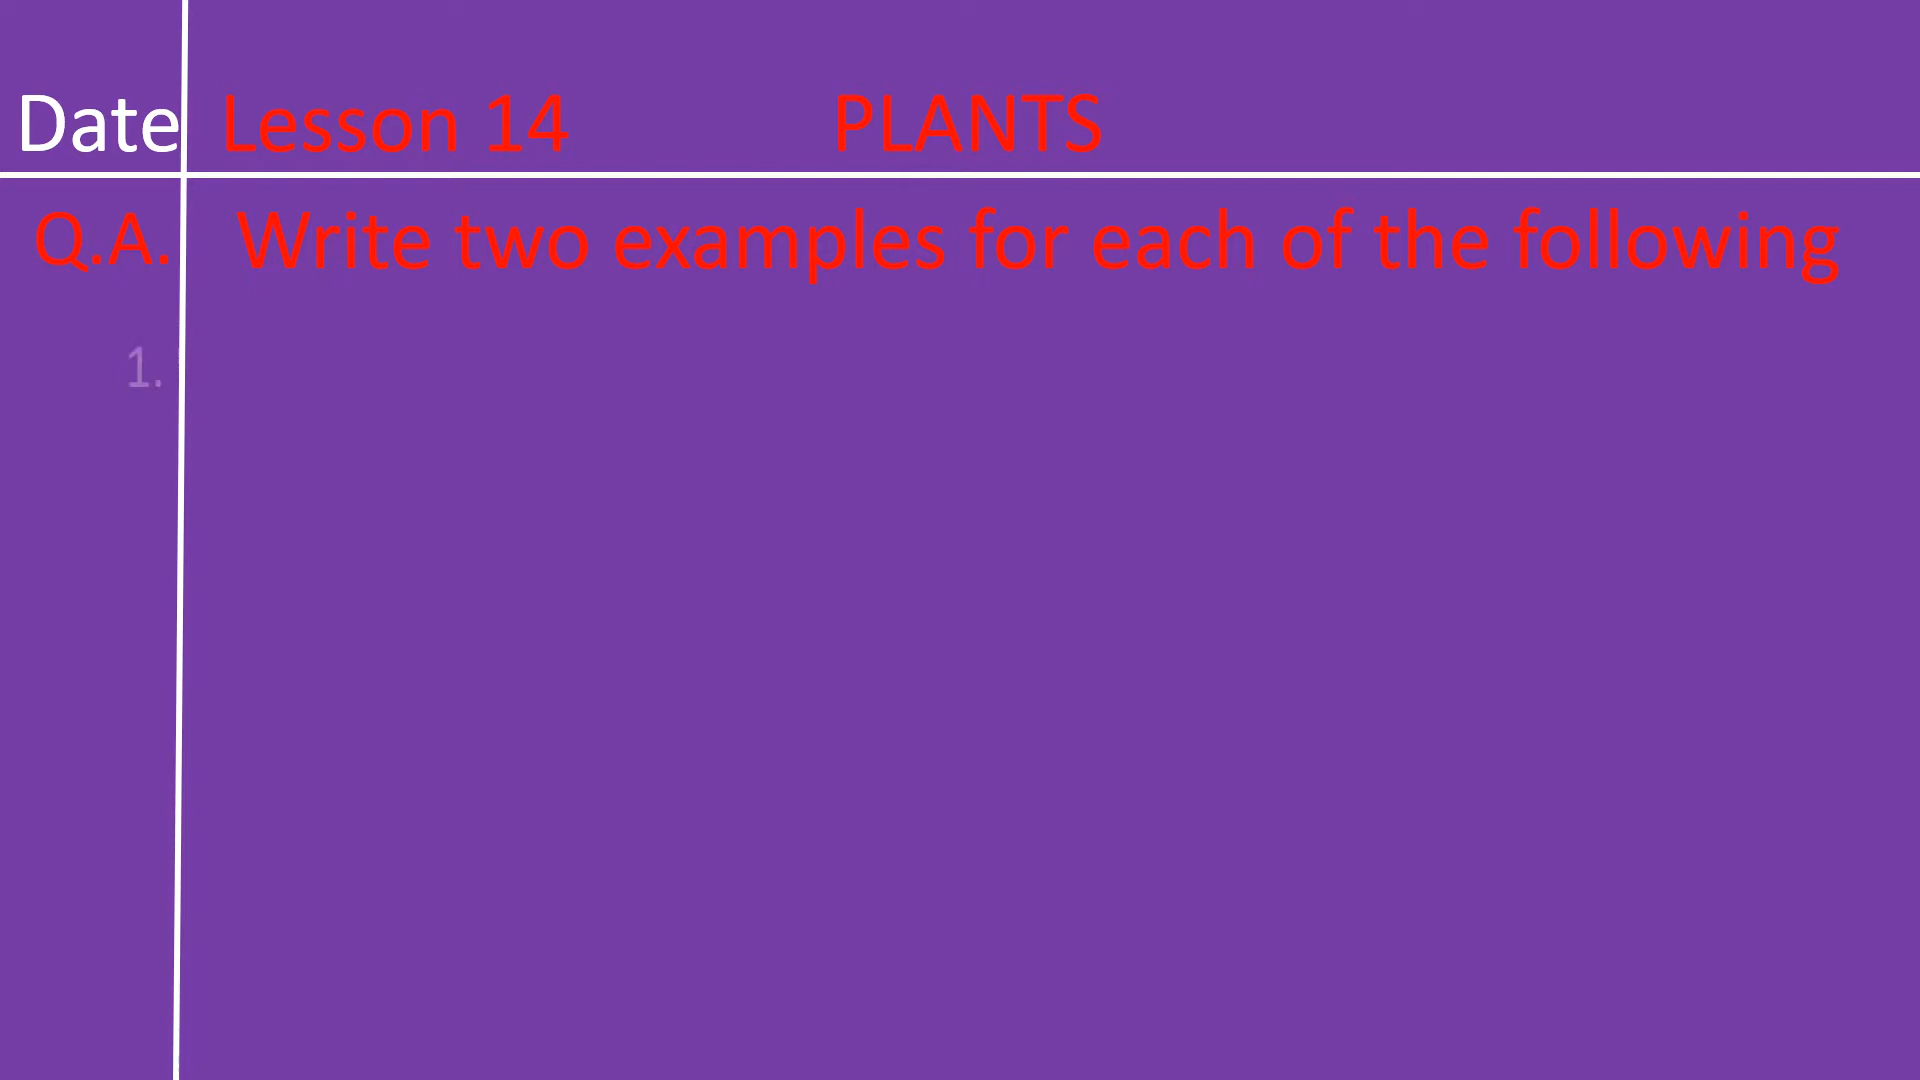 Date Lesson 14 PLANTS
Q.A. Write two examples for each of the following
1.